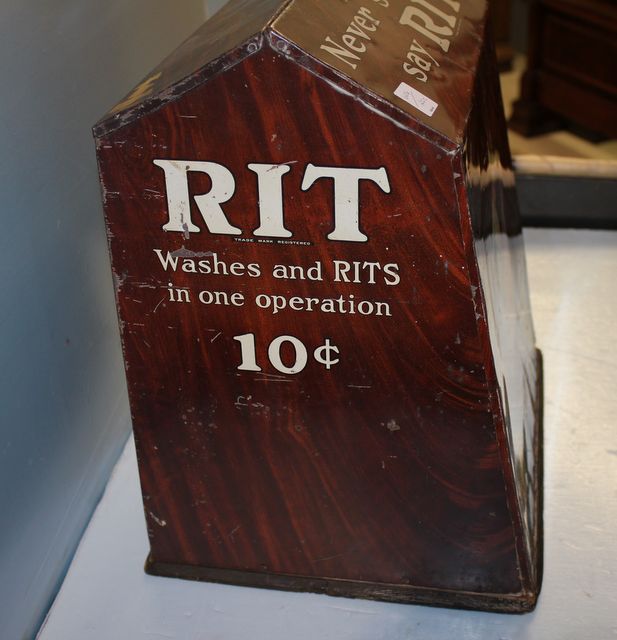 Never
say RIT
RIT
TRADE MARK REGISTERED
Washes and RITS
in one operation
10¢